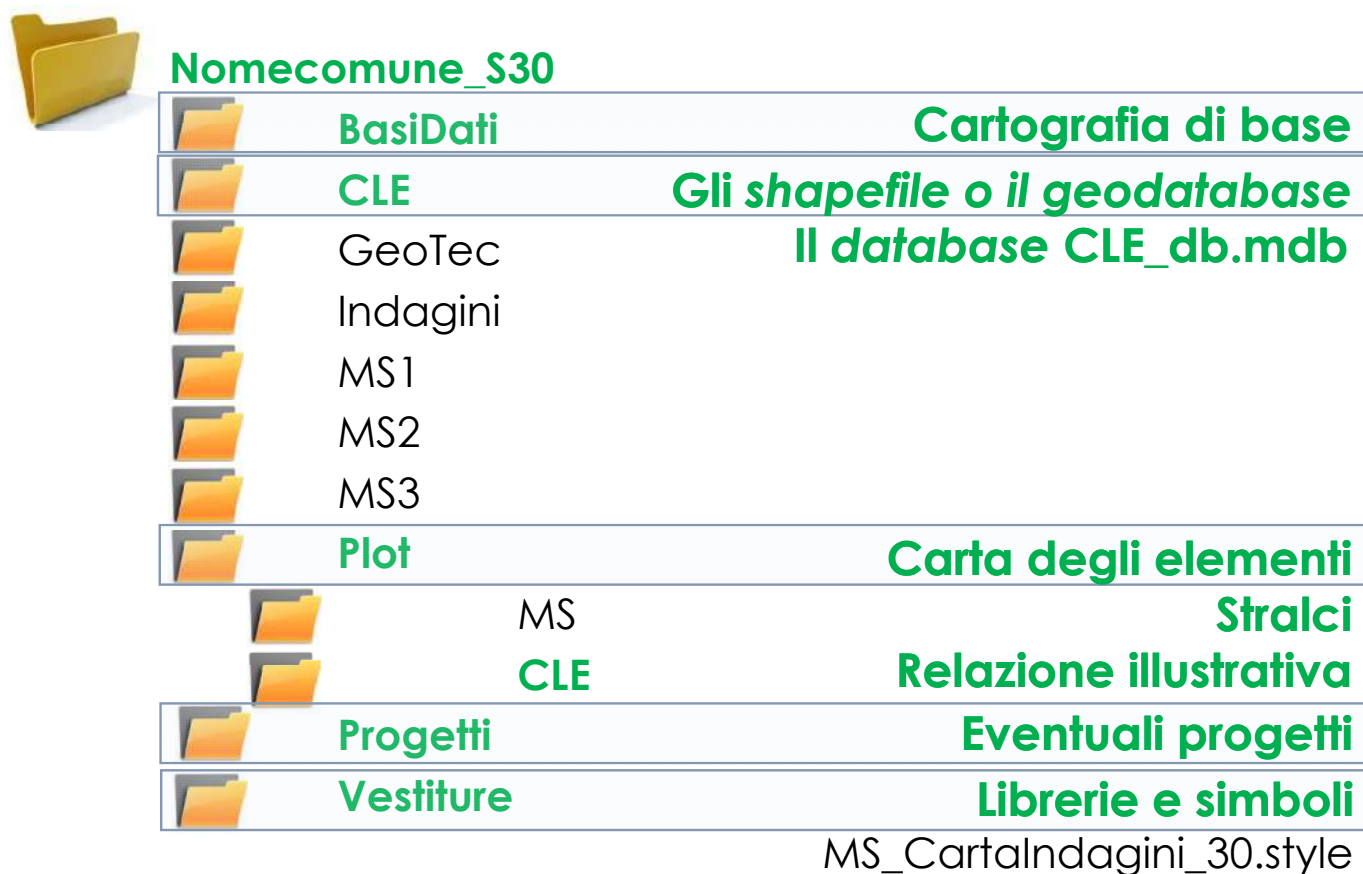 Nomecomune_S30
BasiDati Cartografia di base
CLE Gli shapefile o il geodatabase
GeoTec Il database CLE_db.mdb
Indagini
MS1
MS2
MS3
Plot Carta degli elementi
MS Stralci
CLE Relazione illustrativa
Progetti Eventuali progetti
Vestiture Librerie e simboli
MS_CartaIndagini_30.style